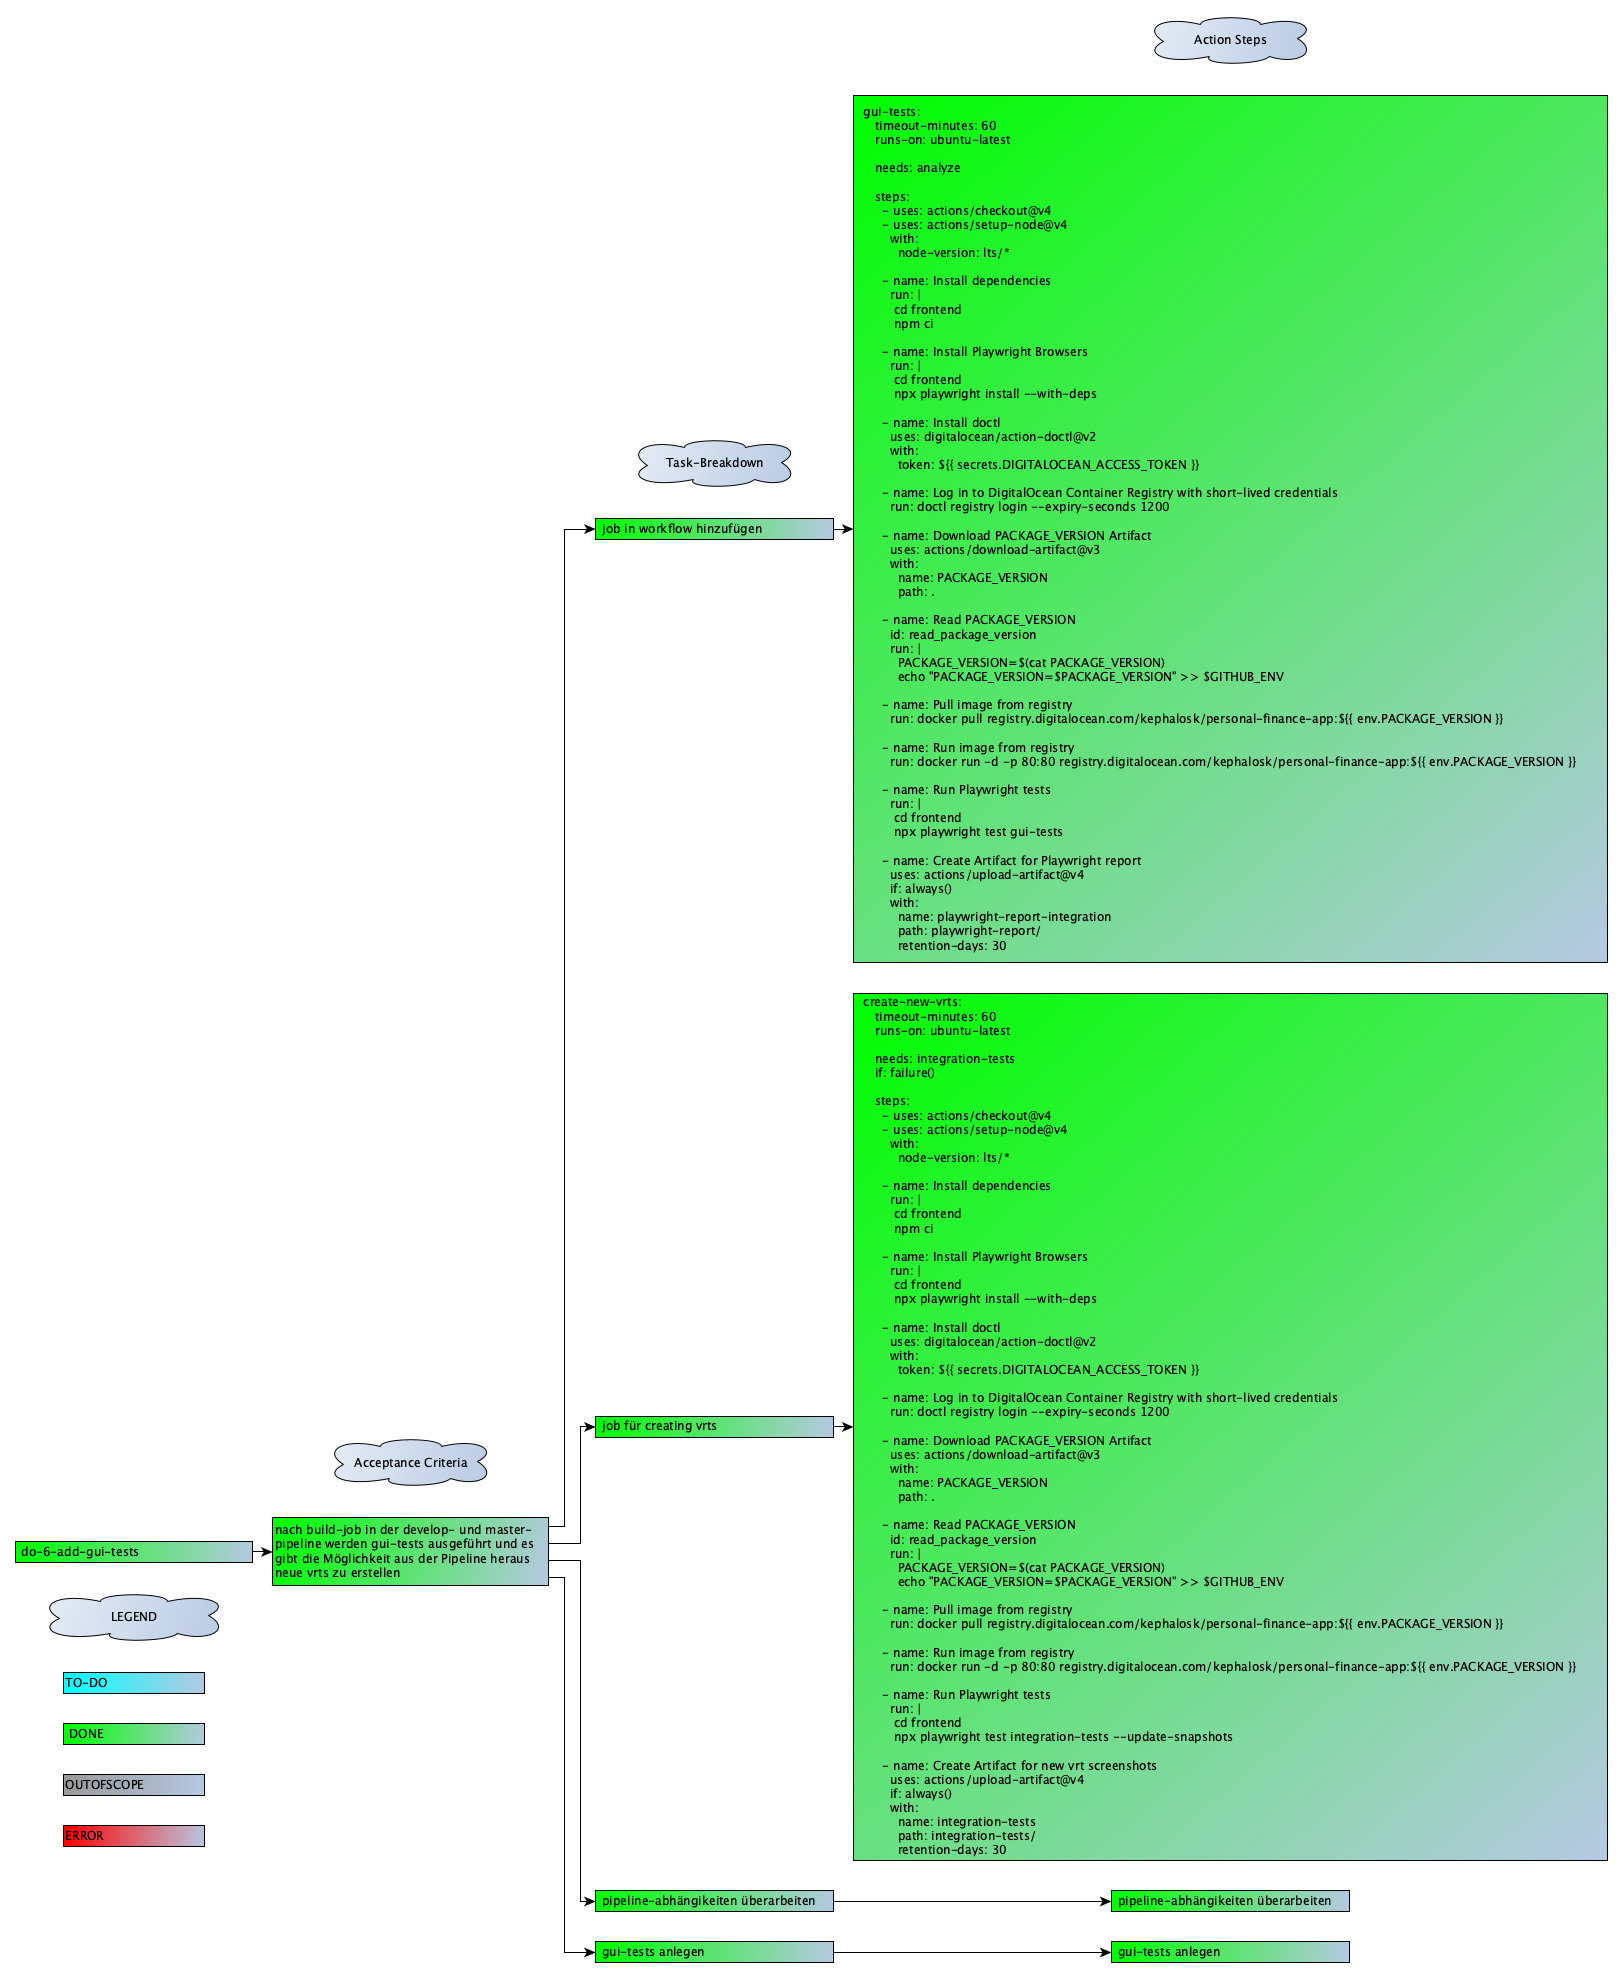 Action Steps
gui-tests:
timeout-minutes: 60
runs-on: ubuntu-latest
needs: analyze
steps:
- uses: actions/checkout@v4
- uses: actions/setup-node@v4
with:
node-version: lts/*
- name: Install dependencies
run: |
cd frontend
npm ci
- name: Install Playwright Browsers
run: |
cd frontend
npx playwright install --with-deps
- name: Install doctl
uses: digitalocean/action-doctl@v2
with:
token: ${{ secrets.DIGITALOCEAN_ACCESS_TOKEN }}
- name: Log in to DigitalOcean Container Registry with short-lived credentials
run: doctl registry login --expiry-seconds 1200
- name: Download PACKAGE_VERSION Artifact
uses: actions/download-artifact@v3
with:
name: PACKAGE_VERSION
path: .
- name: Read PACKAGE_VERSION
id: read_package_version
run: |
PACKAGE_VERSION=$(cat PACKAGE_VERSION)
echo "PACKAGE_VERSION=$PACKAGE_VERSION" >> $GITHUB_ENV
- name: Pull image from registry
run: docker pull registry.digitalocean.com/kephalosk/personal-finance-app:${{ env.PACKAGE_VERSION }}
- name: Run image from registry
run: docker run -d -p 80:80 registry.digitalocean.com/kephalosk/personal-finance-app:${{ env.PACKAGE_VERSION }}
- name: Run Playwright tests
run: |
cd frontend
npx playwright test gui-tests
- name: Create Artifact for Playwright report
uses: actions/upload-artifact@v4
if: always()
with:
name: playwright-report-integration
path: playwright-report/
retention-days: 30
Task-Breakdown
job in workflow hinzufügen
create-new-vrts:
timeout-minutes: 60
runs-on: ubuntu-latest
needs: integration-tests
if: failure()
steps:
- uses: actions/checkout@v4
- uses: actions/setup-node@v4
with:
node-version: lts/*
- name: Install dependencies
run: |
cd frontend
npm ci
- name: Install Playwright Browsers
run: |
cd frontend
npx playwright install --with-deps
- name: Install doctl
uses: digitalocean/action-doctl@v2
with:
token: ${{ secrets.DIGITALOCEAN_ACCESS_TOKEN }}
- name: Log in to DigitalOcean Container Registry with short-lived credentials
run: doctl registry login --expiry-seconds 1200
- name: Download PACKAGE_VERSION Artifact
uses: actions/download-artifact@v3
with:
name: PACKAGE_VERSION
path: .
- name: Read PACKAGE_VERSION
id: read_package_version
run: |
PACKAGE_VERSION=$(cat PACKAGE_VERSION)
echo "PACKAGE_VERSION=$PACKAGE_VERSION" >> $GITHUB_ENV
- name: Pull image from registry
run: docker pull registry.digitalocean.com/kephalosk/personal-finance-app:${{ env.PACKAGE_VERSION }}
- name: Run image from registry
run: docker run -d -p 80:80 registry.digitalocean.com/kephalosk/personal-finance-app:${{ env.PACKAGE_VERSION }}
- name: Run Playwright tests
run: |
cd frontend
npx playwright test integration-tests --update-snapshots
- name: Create Artifact for new vrt screenshots
uses: actions/upload-artifact@v4
if: always()
with:
name: integration-tests
path: integration-tests/
retention-days: 30
job für creating vrts
Acceptance Criteria
nach build-job in der develop- und master-
pipeline werden gui-tests ausgeführt und es
gibt die Möglichkeit aus der Pipeline heraus
neue vrts zu erstellen
do-6-add-gui-tests
LEGEND
TO-DO
DONE
OUTOFSCOPE
ERROR
pipeline-abhängikeiten überarbeiten
pipeline-abhängikeiten überarbeiten
gui-tests anlegen
gui-tests anlegen